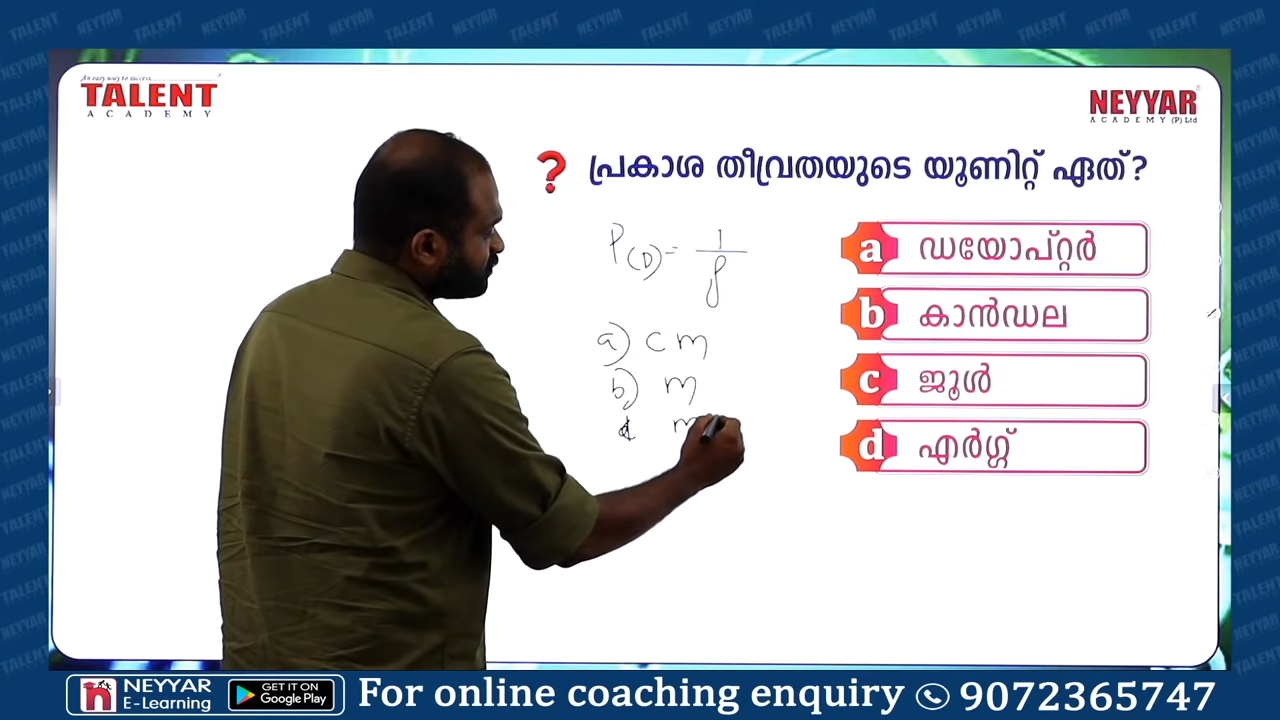 An easy way to success
TALENT
ACADEMY
NEYYAR
ACADEMY (P) Ltd
? പ്രകാശ തീവ്രതയുടെ യൂണിറ്റ് ഏത്?
P(D) = 1/f
a ഡയോപ്റ്റർ
b കാൻഡല
a) cm
b) m
c ജൂൾ
d എർഗ്ഗ്
NEYYAR
E-Learning
GET IT ON
Google Play
For online coaching enquiry 9072365747